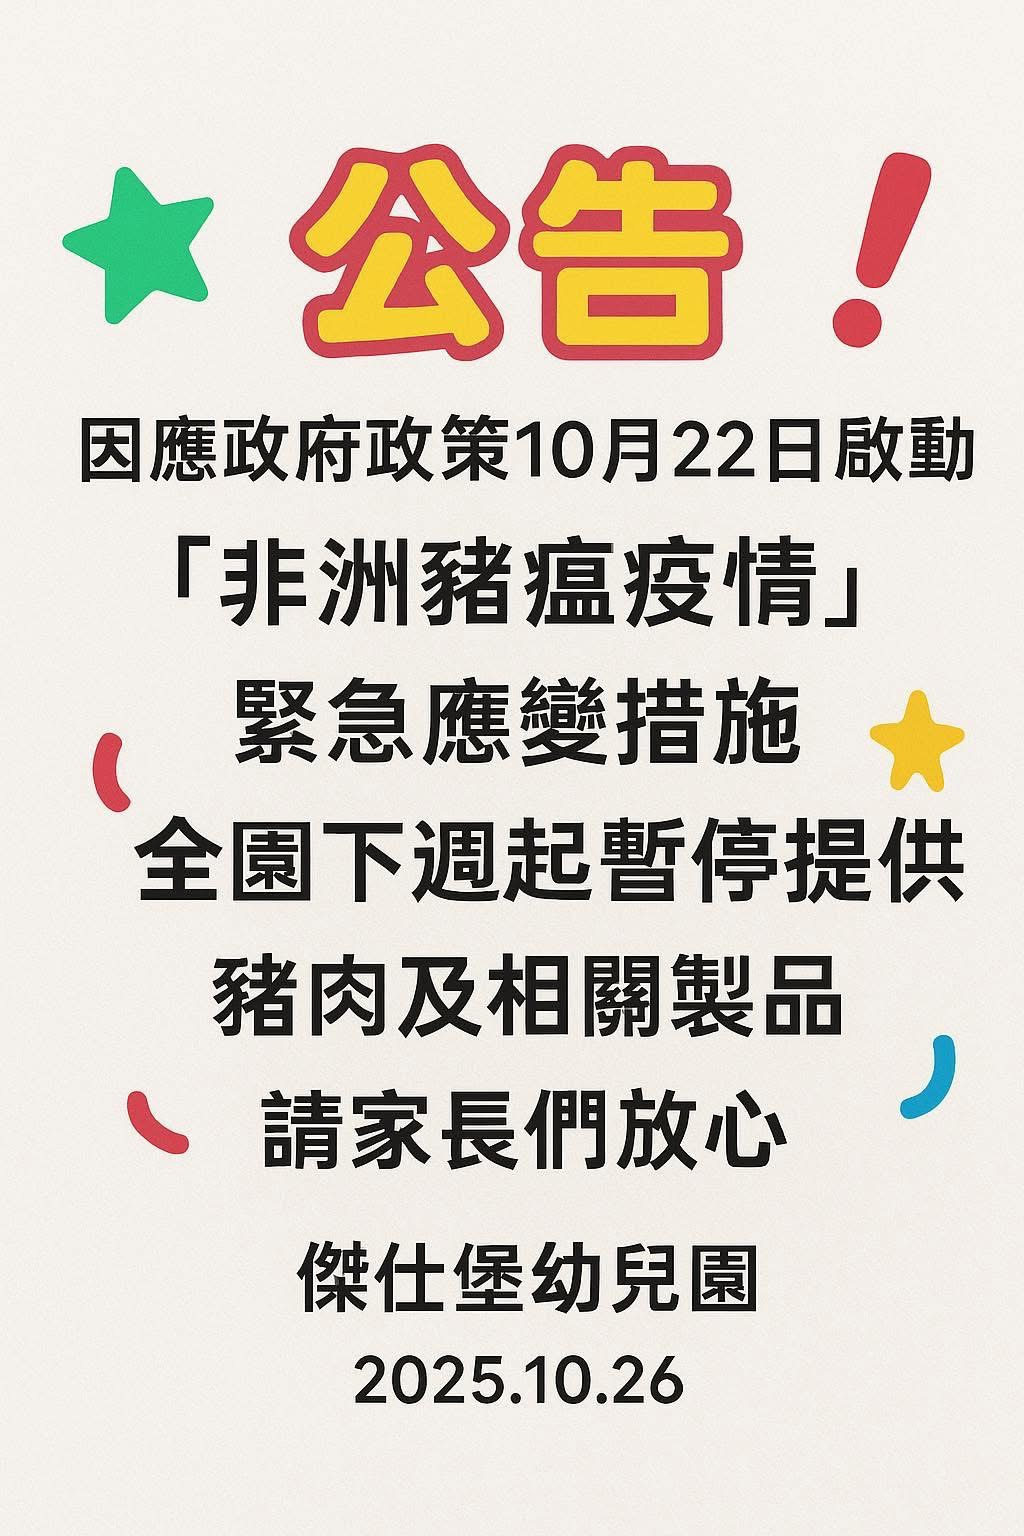 公告！
因應政府政策10月22日啟動
「非洲豬瘟疫情」
緊急應變措施
全園下週起暫停提供
豬肉及相關製品
請家長們放心
傑仕堡幼兒園
2025.10.26